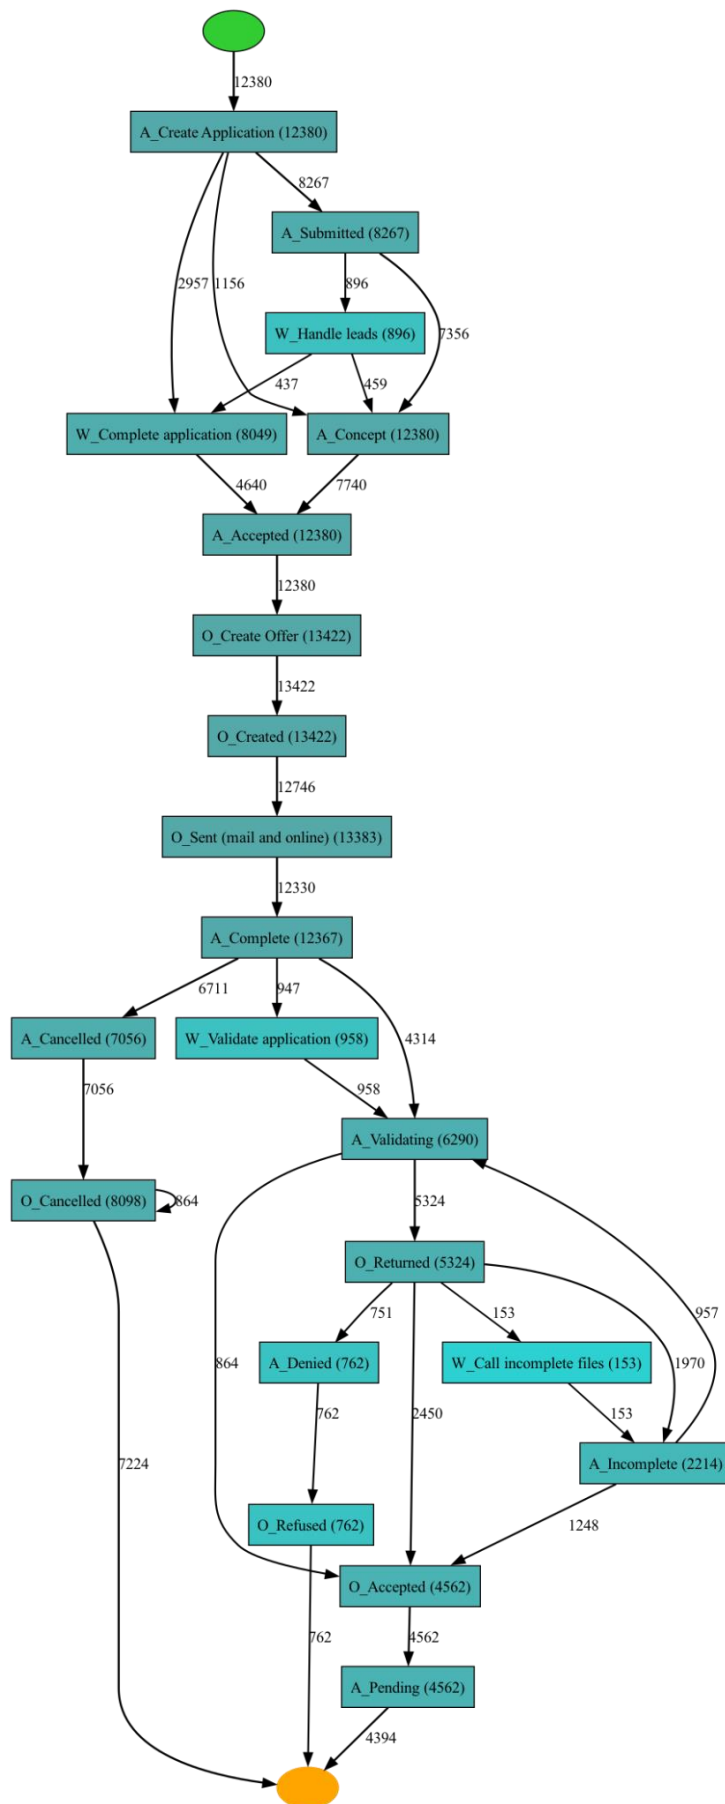 12380
A_Create Application (12380)
8267
A_Submitted (8267)
2957
1156
896
7356
W_Handle leads (896)
437
459
W_Complete application (8049)
A_Concept (12380)
4640
7740
A_Accepted (12380)
12380
O_Create Offer (13422)
13422
O_Created (13422)
12746
O_Sent (mail and online) (13383)
12330
A_Complete (12367)
6711
947
4314
A_Cancelled (7056)
W_Validate application (958)
7056
958
A_Validating (6290)
O_Cancelled (8098)
864
5324
O_Returned (5324)
751
153
957
A_Denied (762)
W_Call incomplete files (153)
864
1970
762
2450
153
7224
A_Incomplete (2214)
O_Refused (762)
1248
O_Accepted (4562)
762
4562
A_Pending (4562)
4394